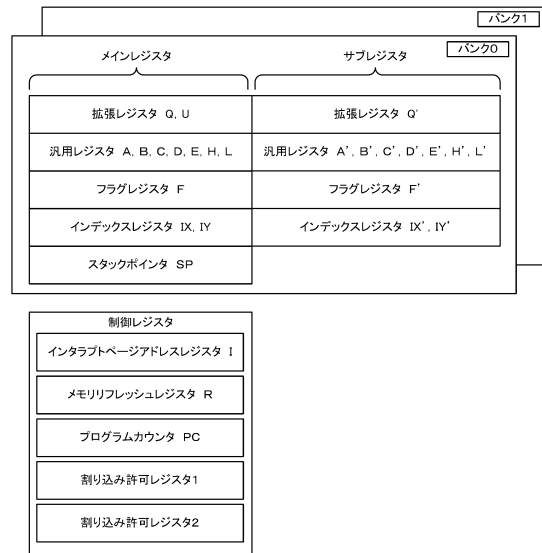 バンク1
バンク0
メインレジスタ
サブレジスタ
拡張レジスタ Q, U
拡張レジスタ Q'
汎用レジスタ A, B, C, D, E, H, L
汎用レジスタ A', B', C', D', E', H', L'
フラグレジスタ F
フラグレジスタ F'
インデックスレジスタ IX, IY
インデックスレジスタ IX', IY'
スタックポインタ SP
制御レジスタ
インタラプトページアドレスレジスタ I
メモリリフレッシュレジスタ R
プログラムカウンタ PC
割り込み許可レジスタ1
割り込み許可レジスタ2